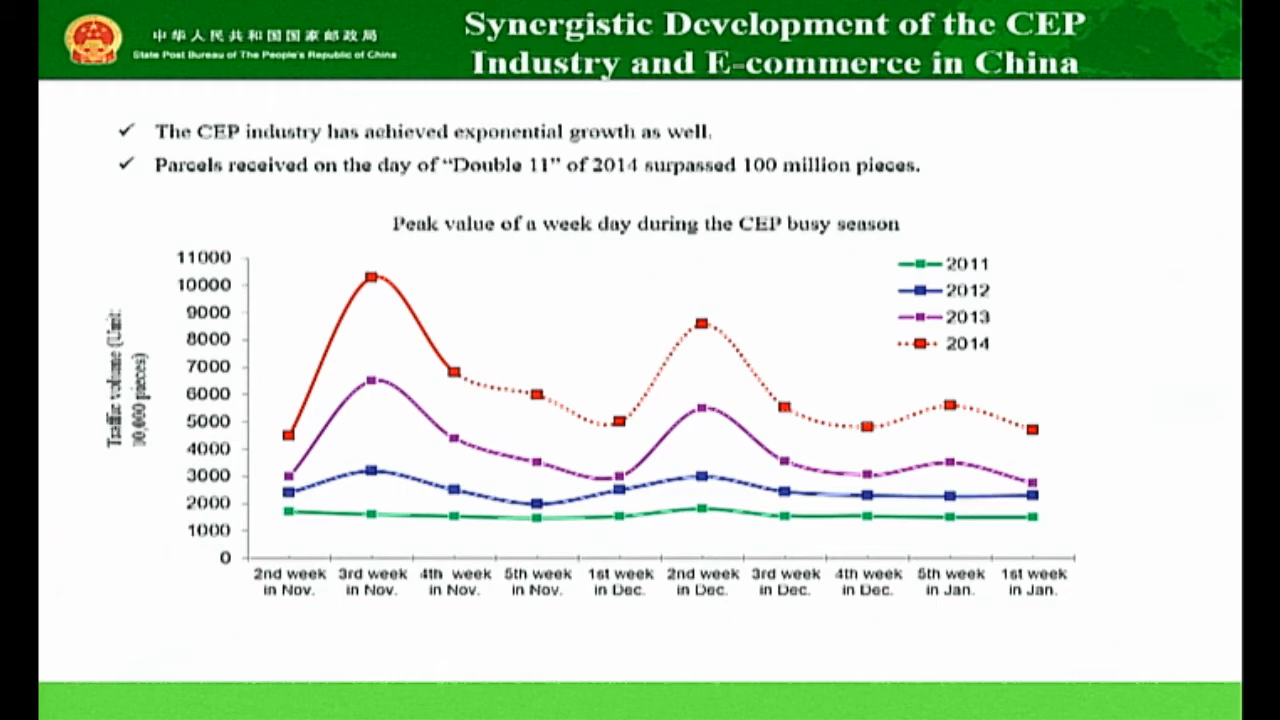 中华人民共和国国家邮政局
State Post Bureau of The People's Republic of China
Synergistic Development of the CEP
Industry and E-commerce in China
✓ The CEP industry has achieved exponential growth as well.
✓ Parcels received on the day of “Double 11” of 2014 surpassed 100 million pieces.
Peak value of a week day during the CEP busy season
Traffic volume (Unit:
10,000 pieces)
11000
10000
9000
8000
7000
6000
5000
4000
3000
2000
1000
0
2011
2012
2013
2014
2nd week 3rd week 4th week 5th week 1st week 2nd week 3rd week 4th week 5th week 1st week
in Nov. in Nov. in Nov. in Nov. in Dec. in Dec. in Dec. in Dec. in Jan. in Jan.